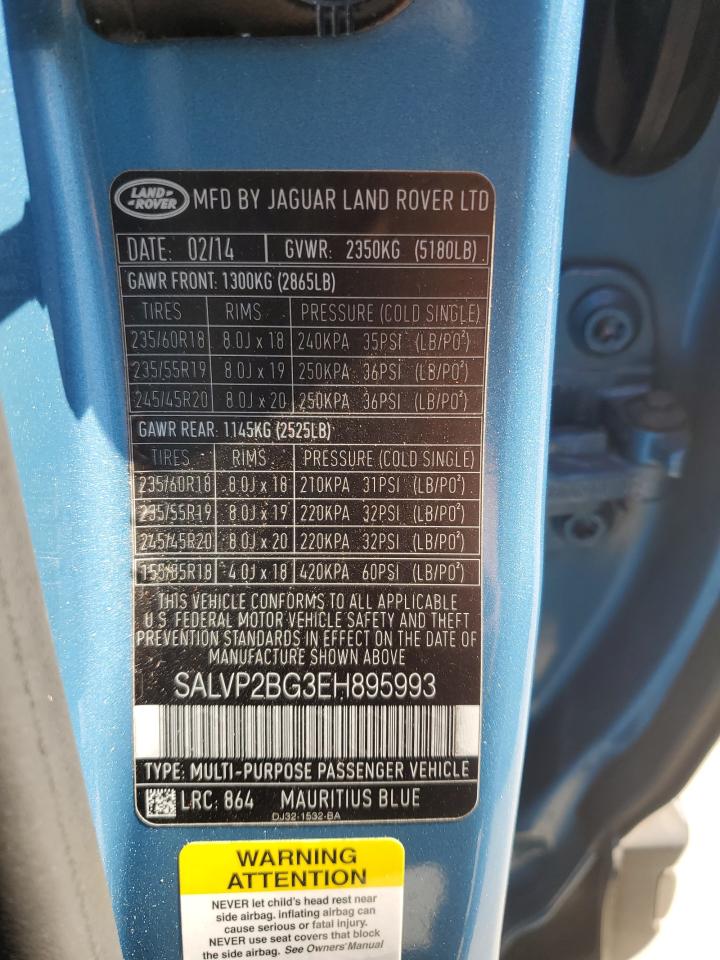 LAND ROVER MFD BY JAGUAR LAND ROVER LTD
DATE: 02/14 GVWR: 2350KG (5180LB)
GAWR FRONT: 1300KG (2865LB)
TIRES RIMS PRESSURE (COLD SINGLE)
235/60R18 8.0J x 18 240KPA 35PSI (LB/PO²)
235/55R19 8.0J x 19 250KPA 36PSI (LB/PO²)
245/45R20 8.0J x 20 250KPA 36PSI (LB/PO²)
GAWR REAR: 1145KG (2525LB)
TIRES RIMS PRESSURE (COLD SINGLE)
235/60R18 8.0J x 18 210KPA 31PSI (LB/PO²)
235/55R19 8.0J x 19 220KPA 32PSI (LB/PO²)
245/45R20 8.0J x 20 220KPA 32PSI (LB/PO²)
155/85R18 4.0J x 18 420KPA 60PSI (LB/PO²)
THIS VEHICLE CONFORMS TO ALL APPLICABLE
U.S. FEDERAL MOTOR VEHICLE SAFETY AND THEFT
PREVENTION STANDARDS IN EFFECT ON THE DATE OF
MANUFACTURE SHOWN ABOVE
SALVP2BG3EH895993
TYPE: MULTI-PURPOSE PASSENGER VEHICLE
LRC: 864 MAURITIUS BLUE
DJ32-1532-BA
WARNING
ATTENTION
NEVER let child's head rest near
side airbag. inflating airbag can
cause serious or fatal injury.
NEVER use seat covers that block
the side airbag. See Owners' Manual